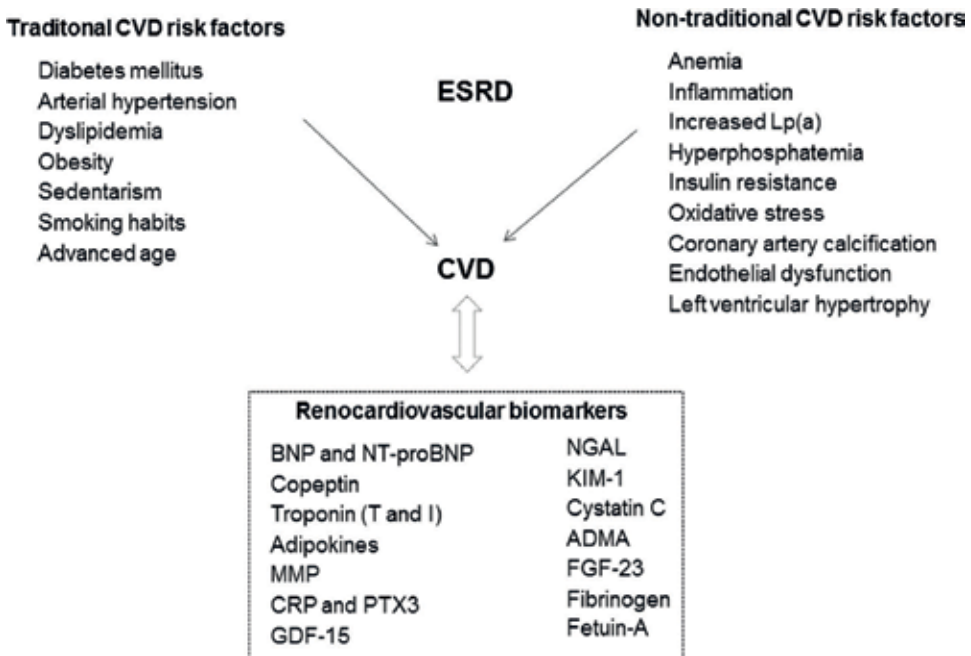 Traditonal CVD risk factors
Diabetes mellitus
Arterial hypertension
Dyslipidemia
Obesity
Sedentarism
Smoking habits
Advanced age
ESRD
Non-traditional CVD risk factors
Anemia
Inflammation
Increased Lp(a)
Hyperphosphatemia
Insulin resistance
Oxidative stress
Coronary artery calcification
Endothelial dysfunction
Left ventricular hypertrophy
CVD
Renocardiovascular biomarkers
BNP and NT-proBNP
Copeptin
Troponin (T and I)
Adipokines
MMP
CRP and PTX3
GDF-15
NGAL
KIM-1
Cystatin C
ADMA
FGF-23
Fibrinogen
Fetuin-A